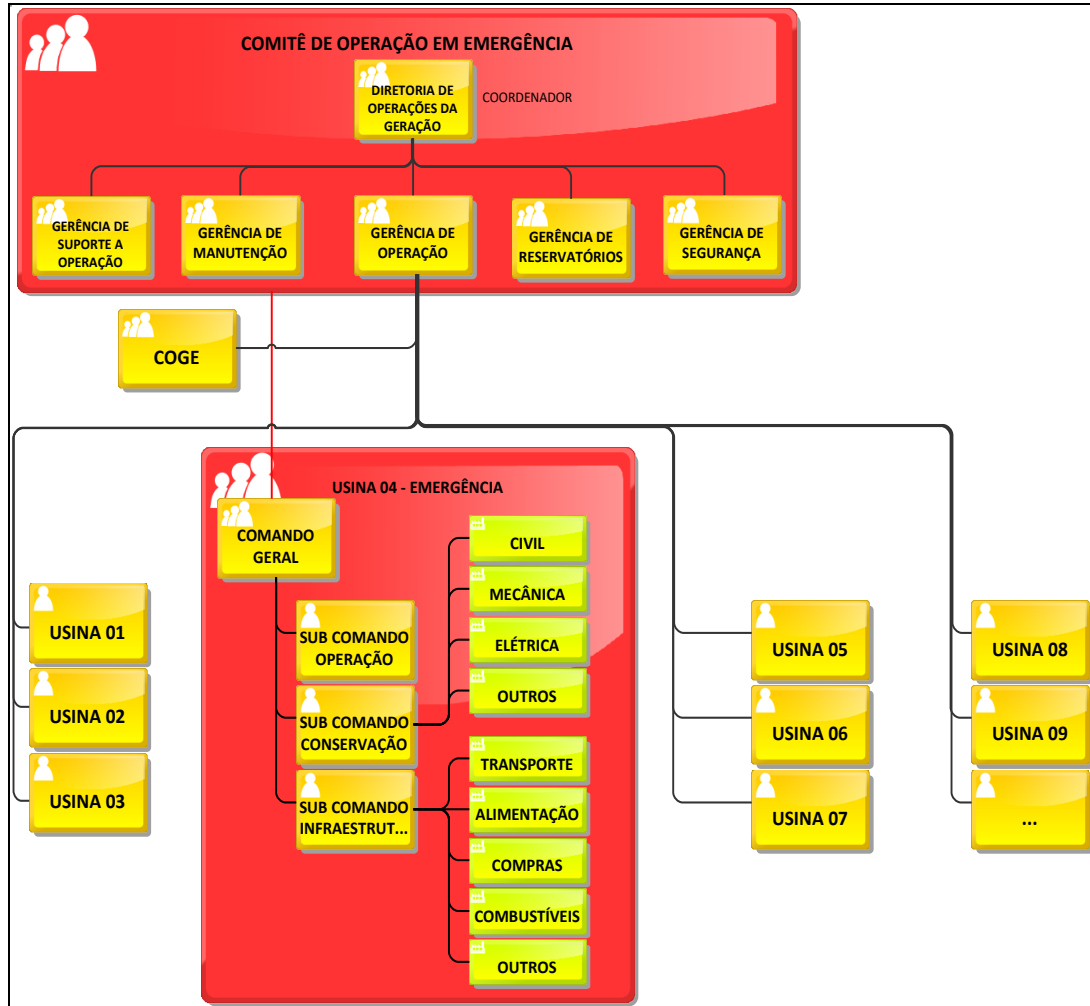 COMITÊ DE OPERAÇÃO EM EMERGÊNCIA
DIRETORIA DE
OPERAÇÕES DA
GERAÇÃO
COORDENADOR
GERÊNCIA DE
SUPORTE A
OPERAÇÃO
GERÊNCIA DE
MANUTENÇÃO
GERÊNCIA DE
OPERAÇÃO
GERÊNCIA DE
RESERVATÓRIOS
GERÊNCIA DE
SEGURANÇA
COGE
USINA 04 - EMERGÊNCIA
COMANDO
GERAL
SUB COMANDO
OPERAÇÃO
SUB COMANDO
CONSERVAÇÃO
SUB COMANDO
INFRAESTRUT...
CIVIL
MECÂNICA
ELÉTRICA
OUTROS
TRANSPORTE
ALIMENTAÇÃO
COMPRAS
COMBUSTÍVEIS
OUTROS
USINA 01
USINA 02
USINA 03
USINA 05
USINA 06
USINA 07
USINA 08
USINA 09
...